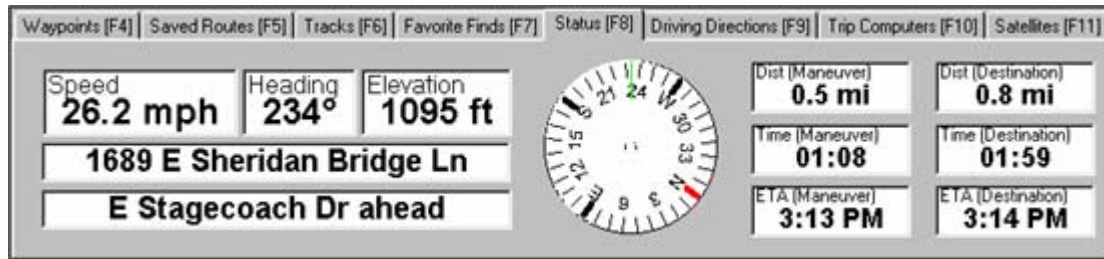 Waypoints [F4] Saved Routes [F5] Tracks [F6] Favorite Finds [F7] Status [F8] Driving Directions [F9] Trip Computers [F10] Satellites [F11]
Speed
26.2 mph
Heading
234°
Elevation
1095 ft
1689 E Sheridan Bridge Ln
E Stagecoach Dr ahead
21 24 W 30 33 N 3 6 E 12 15 S
Dist (Maneuver)
0.5 mi
Dist (Destination)
0.8 mi
Time (Maneuver)
01:08
Time (Destination)
01:59
ETA (Maneuver)
3:13 PM
ETA (Destination)
3:14 PM